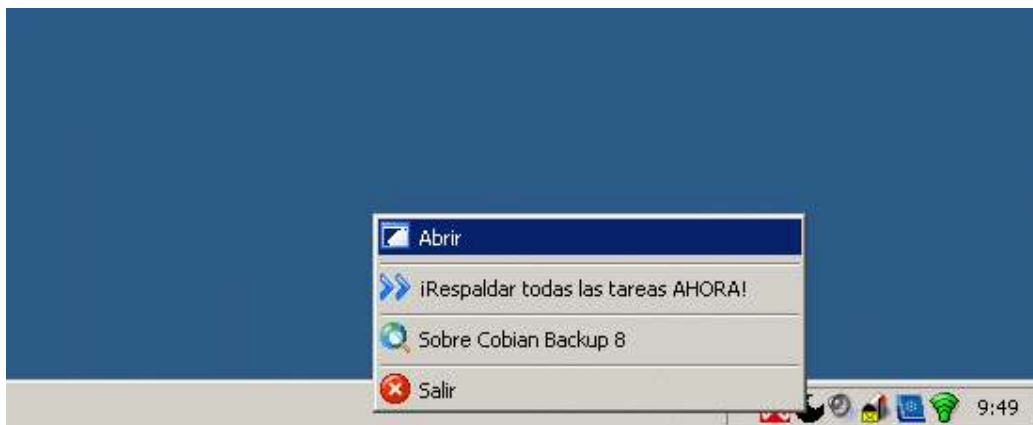 Abrir
¡Respaldar todas las tareas AHORA!
Sobre Cobian Backup 8
Salir
9:49